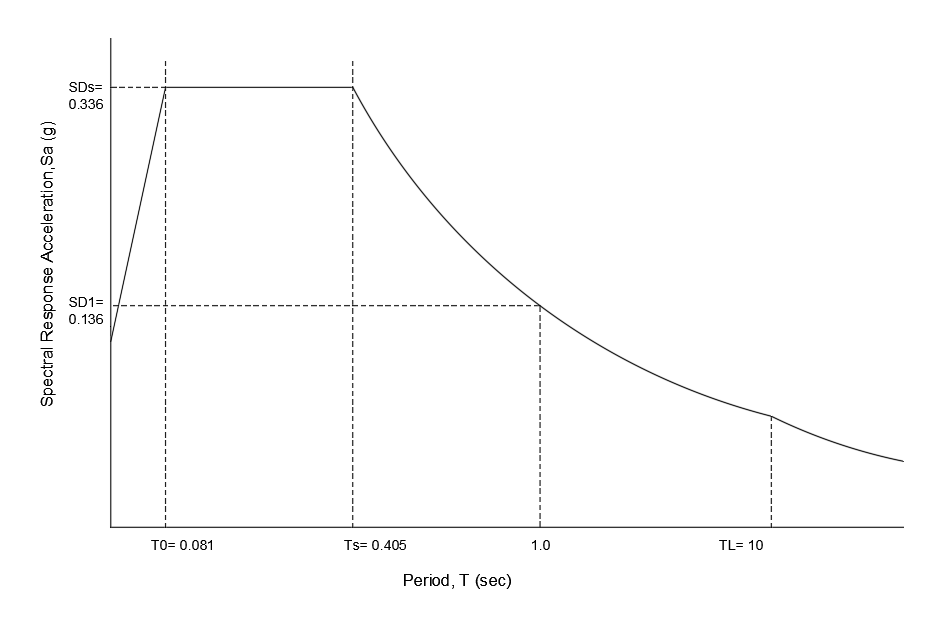 SDs=
0.336
Spectral Response Acceleration,Sa (g)
SD1=
0.136
T0= 0.081
Ts= 0.405
1.0
TL= 10
Period, T (sec)